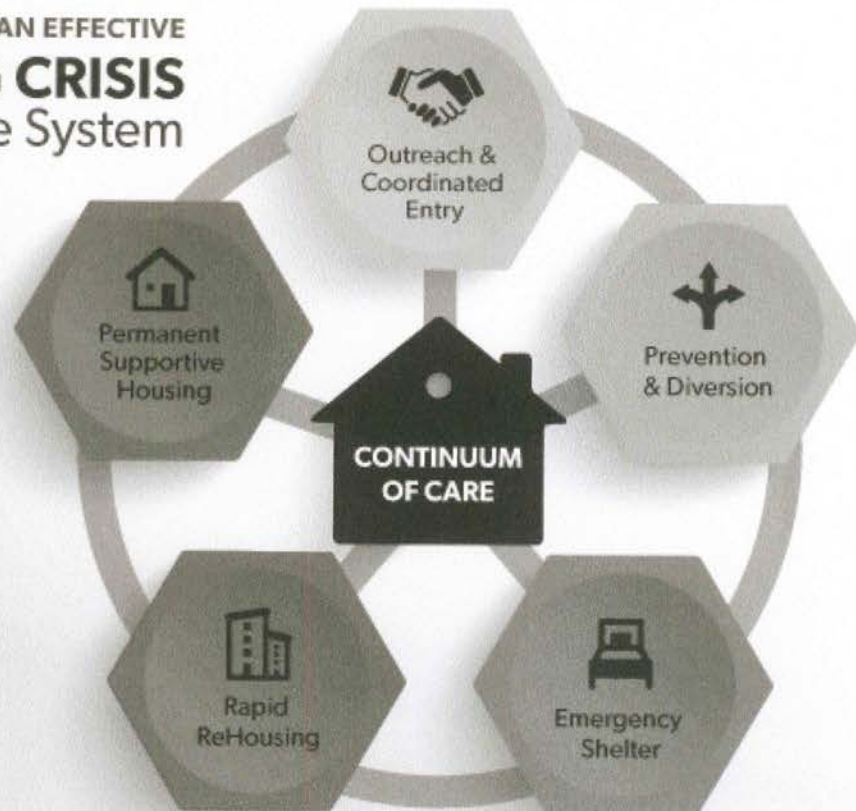 AN EFFECTIVE
CRISIS
System
Outreach &
Coordinated
Entry
Prevention
& Diversion
Emergency
Shelter
Rapid
ReHousing
Permanent
Supportive
Housing
CONTINUUM
OF CARE